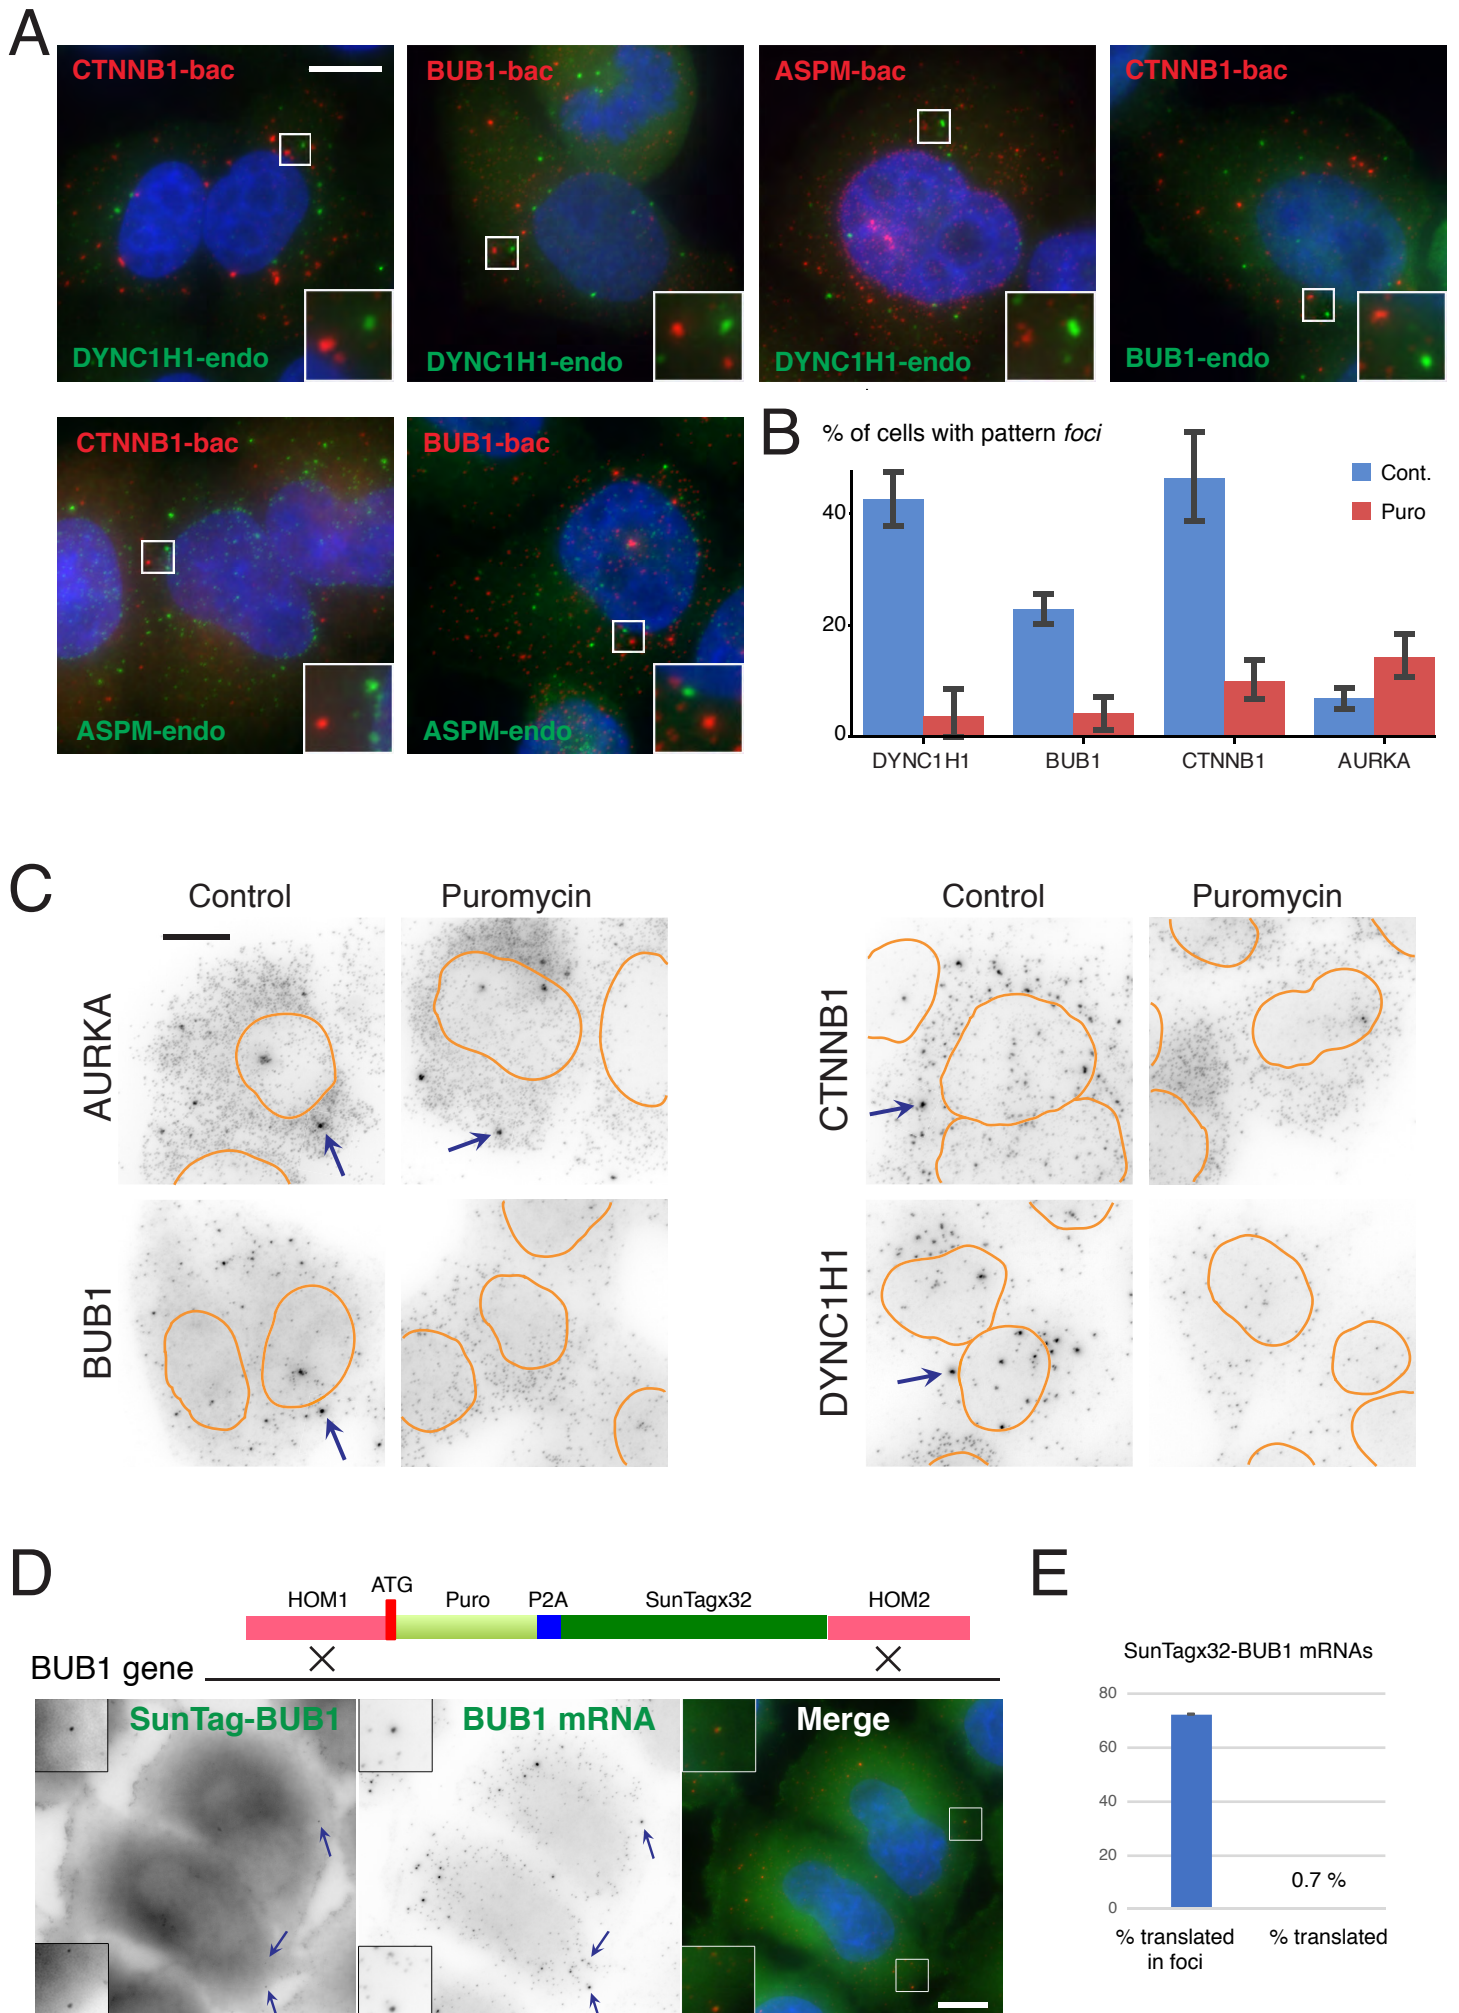 A
CTNNB1-bac
DYNC1H1-endo
BUB1-bac
DYNC1H1-endo
ASPM-bac
DYNC1H1-endo
CTNNB1-bac
BUB1-endo
CTNNB1-bac
ASPM-endo
BUB1-bac
ASPM-endo
B
% of cells with pattern foci
Cont.
Puro
40
20
0
DYNC1H1 BUB1 CTNNB1 AURKA
C
Control Puromycin Control Puromycin
AURKA
CTNNB1
BUB1
DYNC1H1
D
HOM1 ATG Puro P2A SunTagx32 HOM2
BUB1 gene
SunTag-BUB1 BUB1 mRNA Merge
E
SunTagx32-BUB1 mRNAs
80
60
40
20
0
0.7 %
% translated in foci
% translated